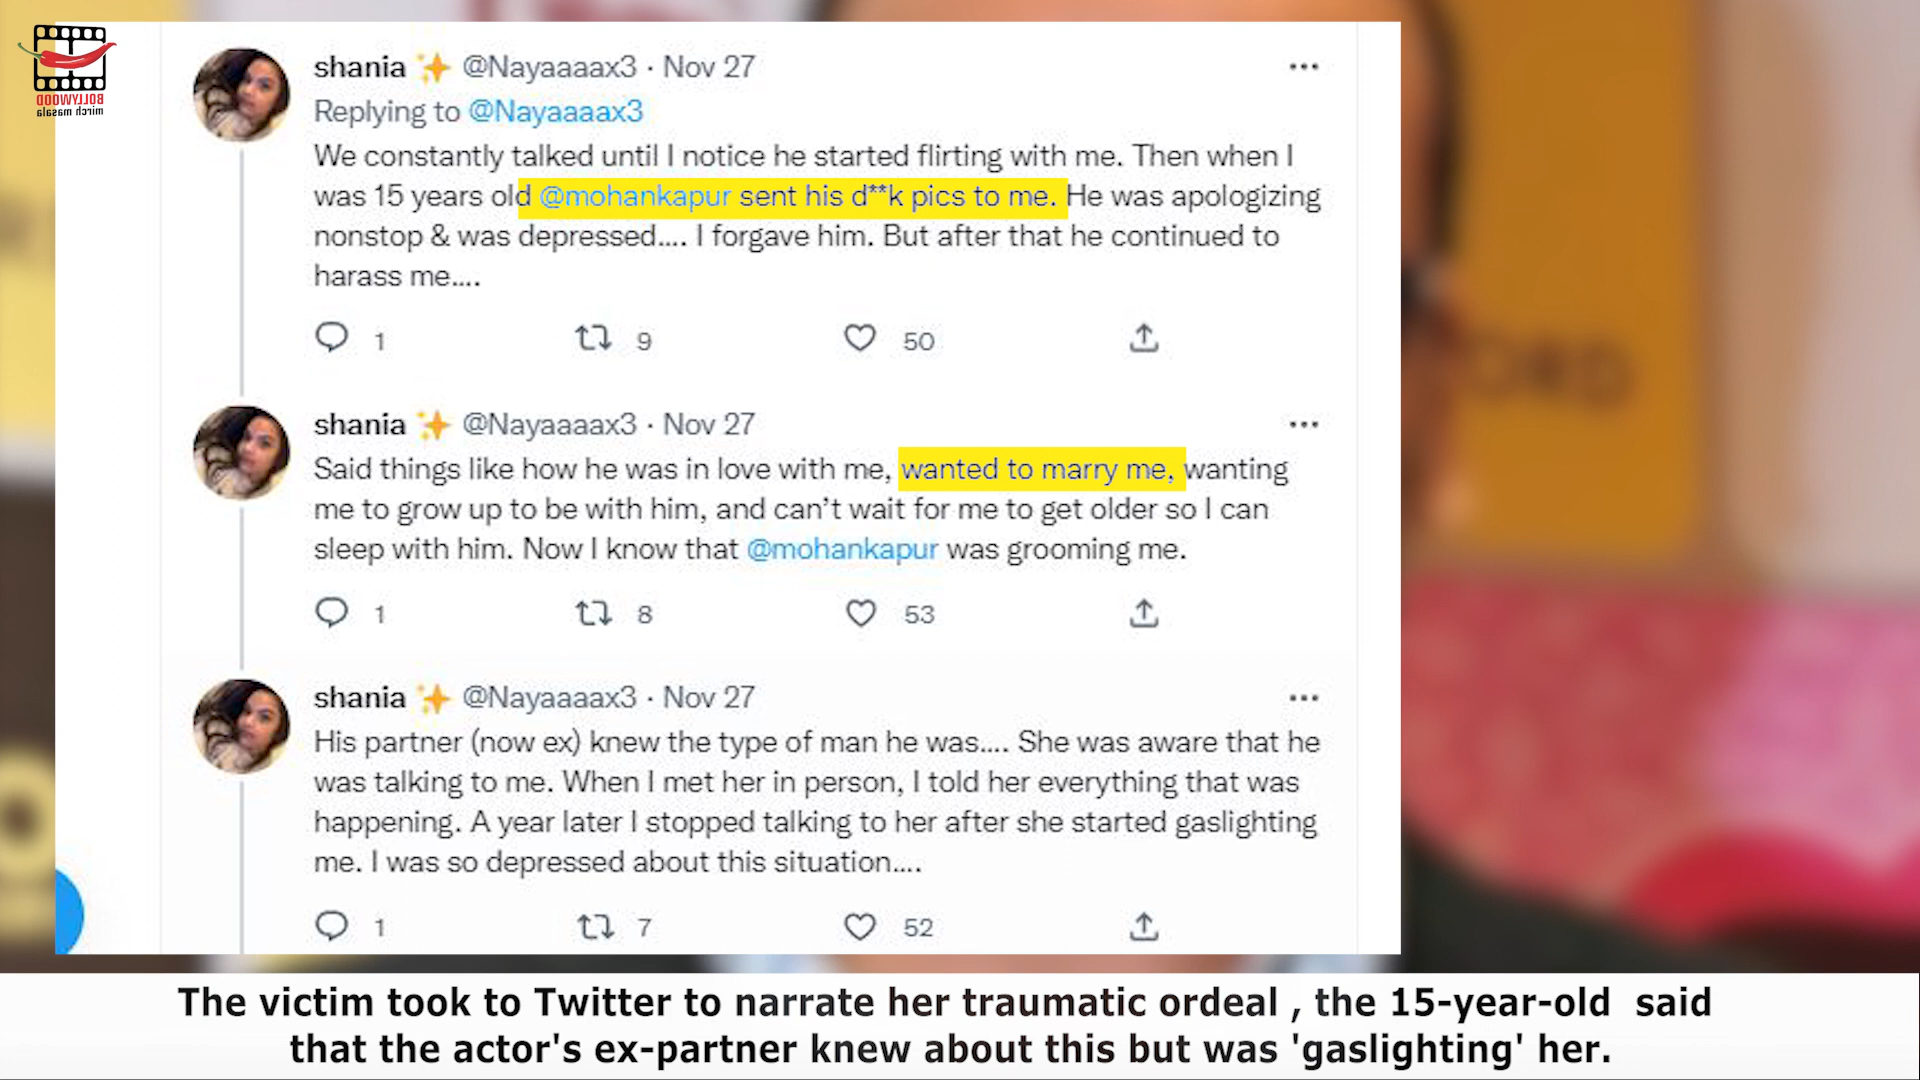 BOLLYWOOD
mirch masala
shania ✨ @Nayaaaax3 · Nov 27
Replying to @Nayaaaax3
We constantly talked until I notice he started flirting with me. Then when I
was 15 years old @mohankapur sent his d**k pics to me. He was apologizing
nonstop & was depressed.... I forgave him. But after that he continued to
harass me....
1 9 50
shania ✨ @Nayaaaax3 · Nov 27
Said things like how he was in love with me, wanted to marry me, wanting
me to grow up to be with him, and can’t wait for me to get older so I can
sleep with him. Now I know that @mohankapur was grooming me.
1 8 53
shania ✨ @Nayaaaax3 · Nov 27
His partner (now ex) knew the type of man he was.... She was aware that he
was talking to me. When I met her in person, I told her everything that was
happening. A year later I stopped talking to her after she started gaslighting
me. I was so depressed about this situation....
1 7 52
The victim took to Twitter to narrate her traumatic ordeal , the 15-year-old said
that the actor's ex-partner knew about this but was 'gaslighting' her.